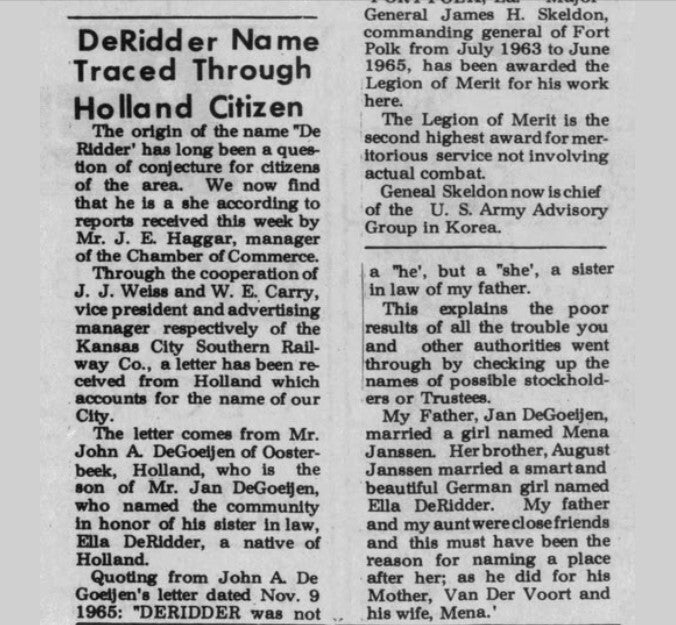 DeRidder Name
Traced Through
Holland Citizen
The origin of the name "De
Ridder' has long been a ques-
tion of conjecture for citizens
of the area. We now find
that he is a she according to
reports received this week by
Mr. J. E. Haggar, manager
of the Chamber of Commerce.
Through the cooperation of
J. J. Weiss and W. E. Carry,
vice president and advertising
manager respectively of the
Kansas City Southern Rail-
way Co., a letter has been re-
ceived from Holland which
accounts for the name of our
City.
The letter comes from Mr.
John A. DeGoeijen of Ooster-
beek, Holland, who is the
son of Mr. Jan DeGoeijen,
who named the community
in honor of his sister in law,
Ella DeRidder, a native of
Holland.
Quoting from John A. De
Goeijen's letter dated Nov. 9
1965: "DERIDDER was not
General James H. Skeldon,
commanding general of Fort
Polk from July 1963 to June
1965, has been awarded the
Legion of Merit for his work
here.
The Legion of Merit is the
second highest award for mer-
itorious service not involving
actual combat.
Geneal Skeldon now is chief
of the U. S. Army Advisory
Group in Korea.
a "he', but a "she', a sister
in law of my father.
This explains the poor
results of all the trouble you
and other authorities went
through by checking up the
names of possible stockhold-
ers or Trustees.
My Father, Jan DeGoeijen,
married a girl named Mena
Janssen. Her brother, August
Janssen married a smart and
beautiful German girl named
Ella DeRidder. My father
and my aunt were close friends
and this must have been the
reason for naming a place
after her; as he did for his
Mother, Van Der Voort and
his wife, Mena.'